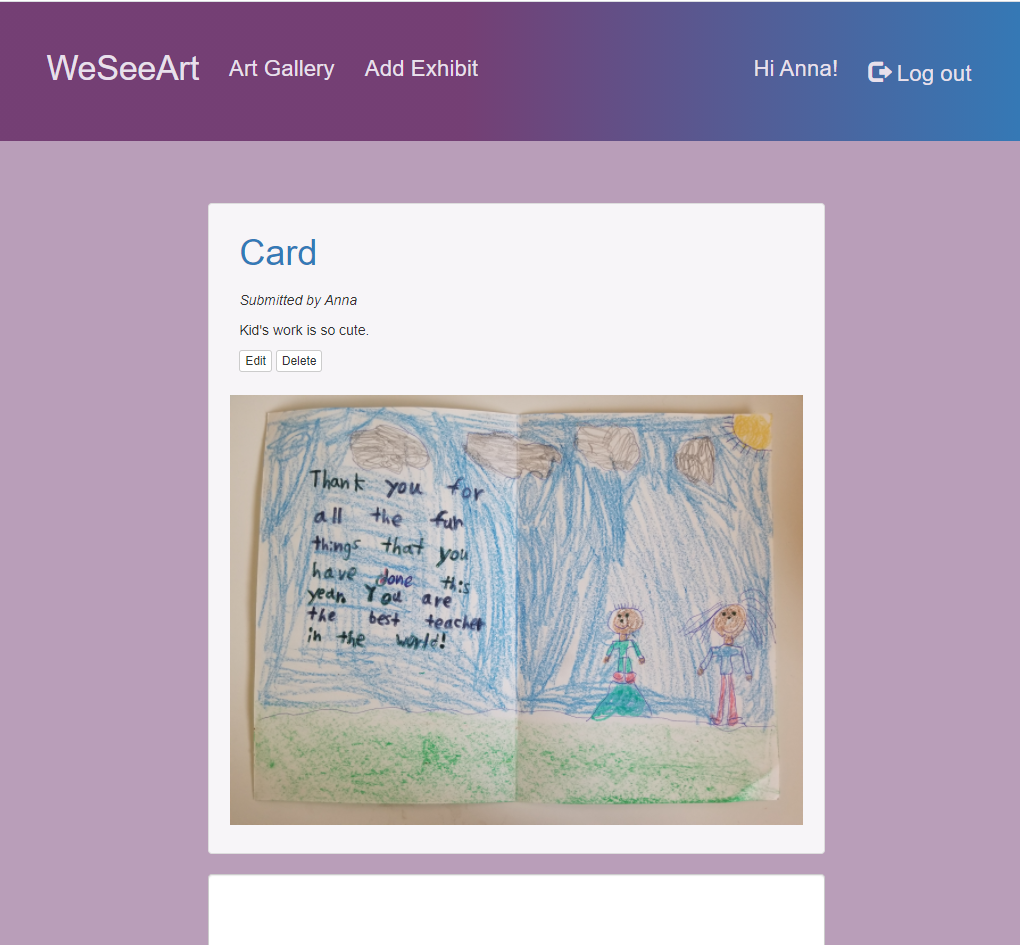 WeSeeArt Art Gallery Add Exhibit Hi Anna! Log out
Card
Submitted by Anna
Kid's work is so cute.
Edit Delete
Thank you for
all the fun
things that you
have done this
year. You are
the best teacher
in the world!